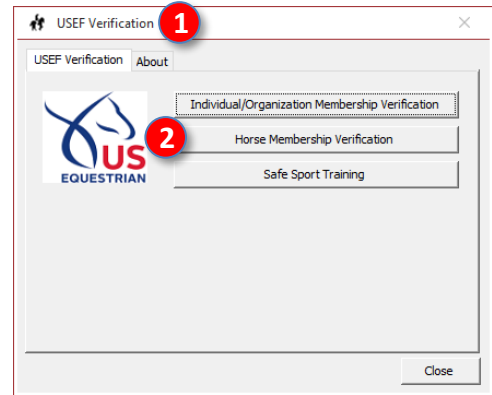 USEF Verification
1
USEF Verification
About
Individual/Organization Membership Verification
2
Horse Membership Verification
US
EQUESTRIAN
Safe Sport Training
Close